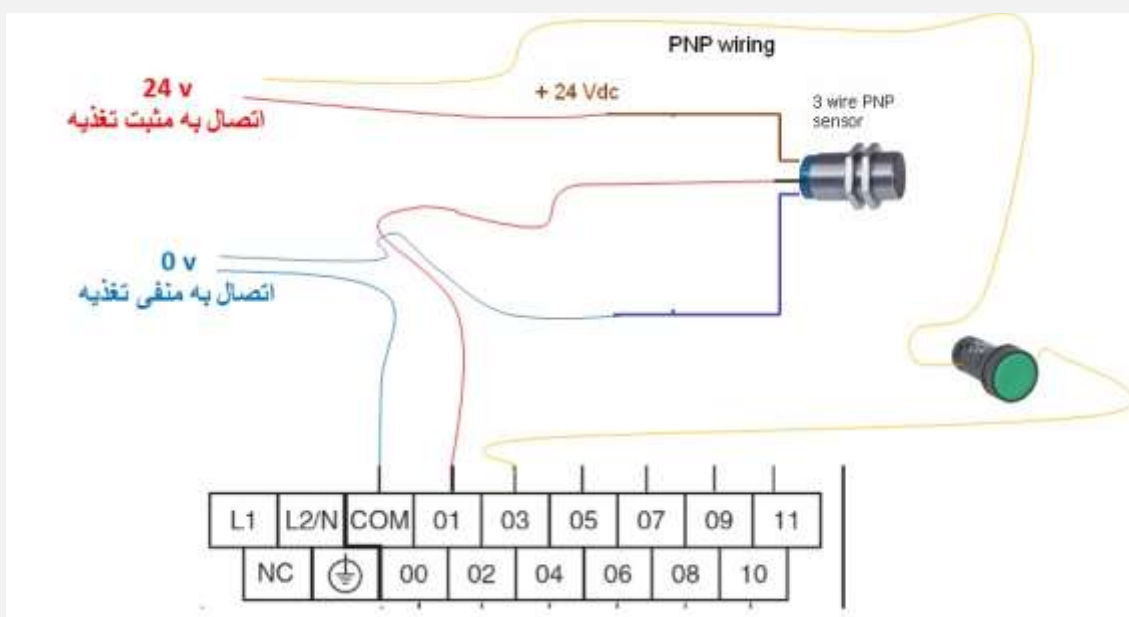 PNP wiring
24 v
اتصال به مثبت تغذیه
+ 24 Vdc
3 wire PNP
sensor
0 v
اتصال به منفی تغذیه
L1 L2/N COM 01 03 05 07 09 11
NC 00 02 04 06 08 10